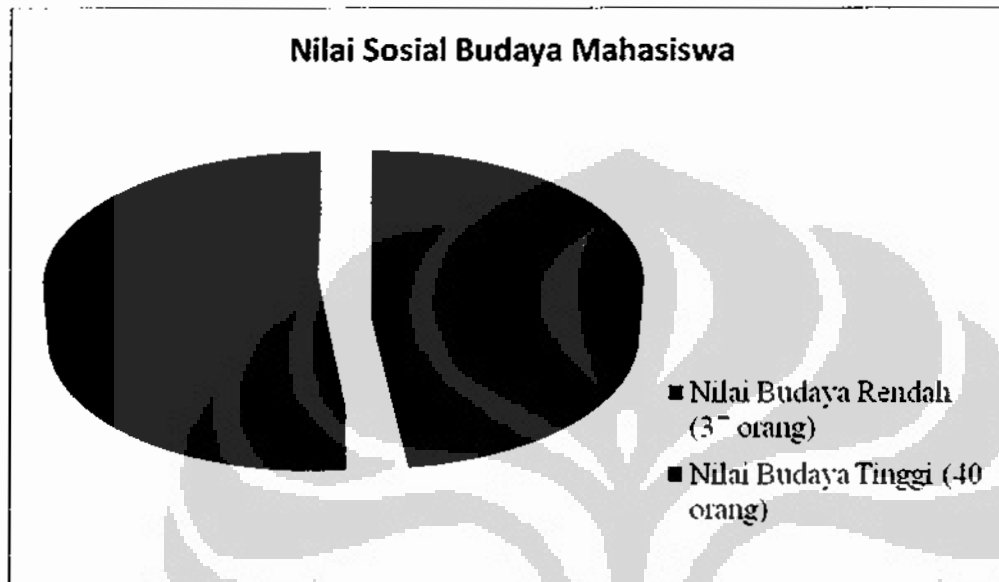 Nilai Sosial Budaya Mahasiswa
Nilai Budaya Rendah
orang)
Nilai Budaya Tinggi (40
orang)